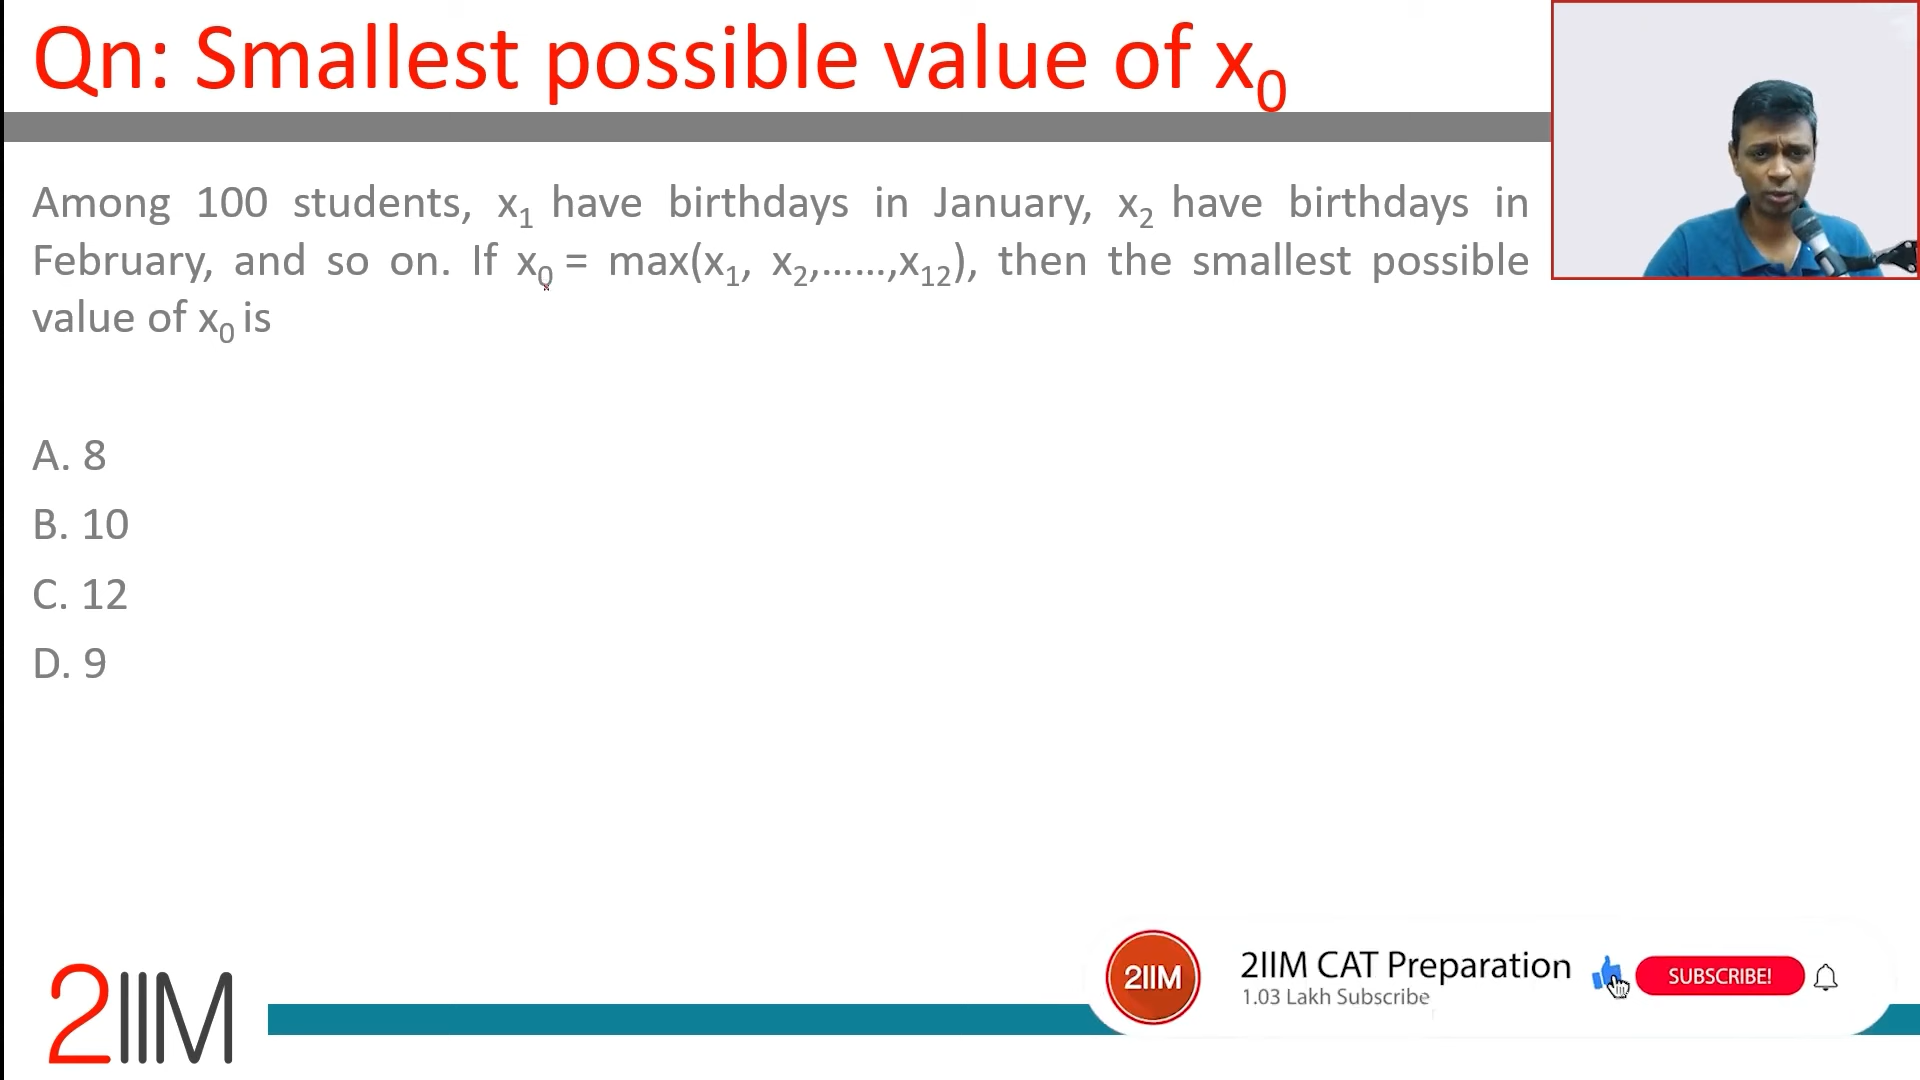 Qn: Smallest possible value of x₀
Among 100 students, x₁ have birthdays in January, x₂ have birthdays in
February, and so on. If x₀ = max(x₁, x₂,……,x₁₂), then the smallest possible
value of x₀ is
A. 8
B. 10
C. 12
D. 9
2IIM
2IIM
2IIM CAT Preparation
1.03 Lakh Subscribe
SUBSCRIBE!